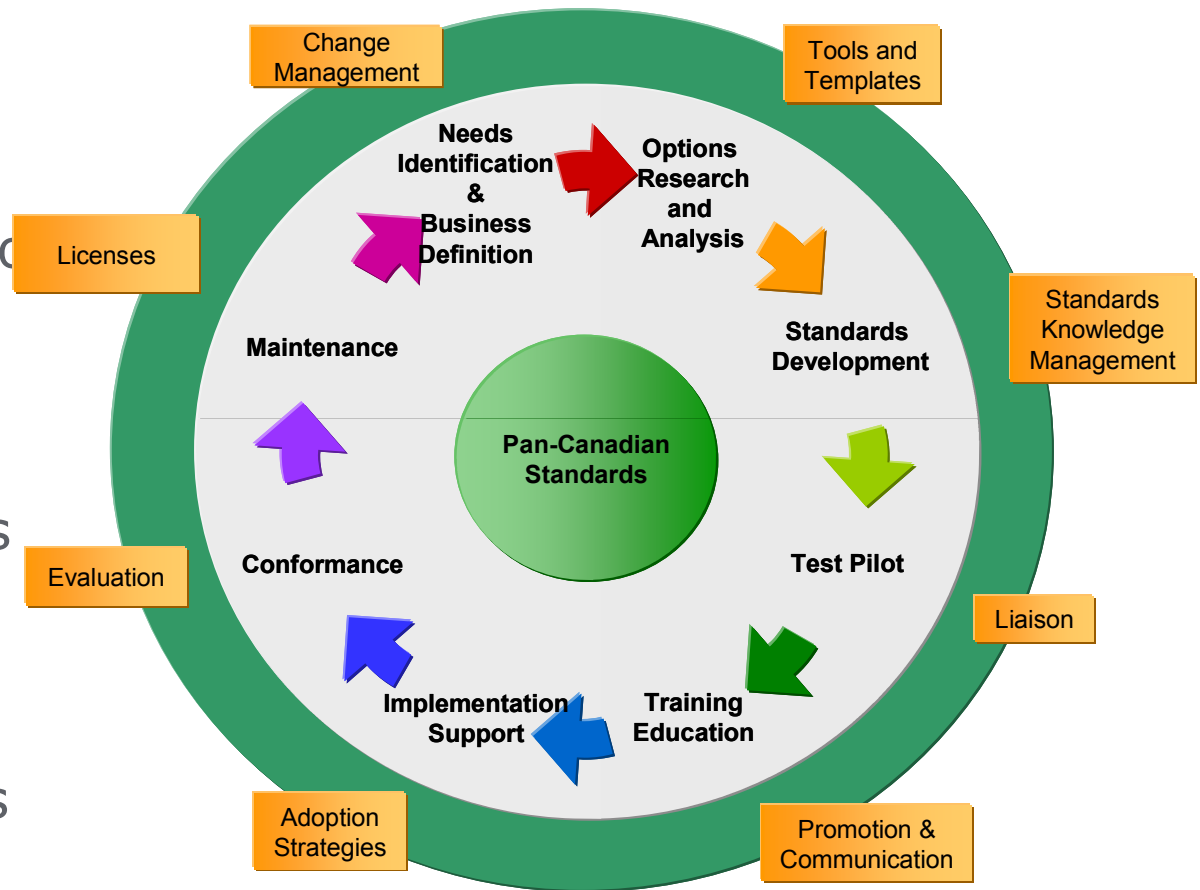 Change
Management
Tools and
Templates
Needs
Identification
&
Business
Definition
Options
Research
and
Analysis
Licenses
Standards
Knowledge
Management
Maintenance
Standards
Development
Pan-Canadian
Standards
s
Evaluation
Conformance
Test Pilot
Liaison
Implementation
Support
Training
Education
s
Adoption
Strategies
Promotion &
Communication